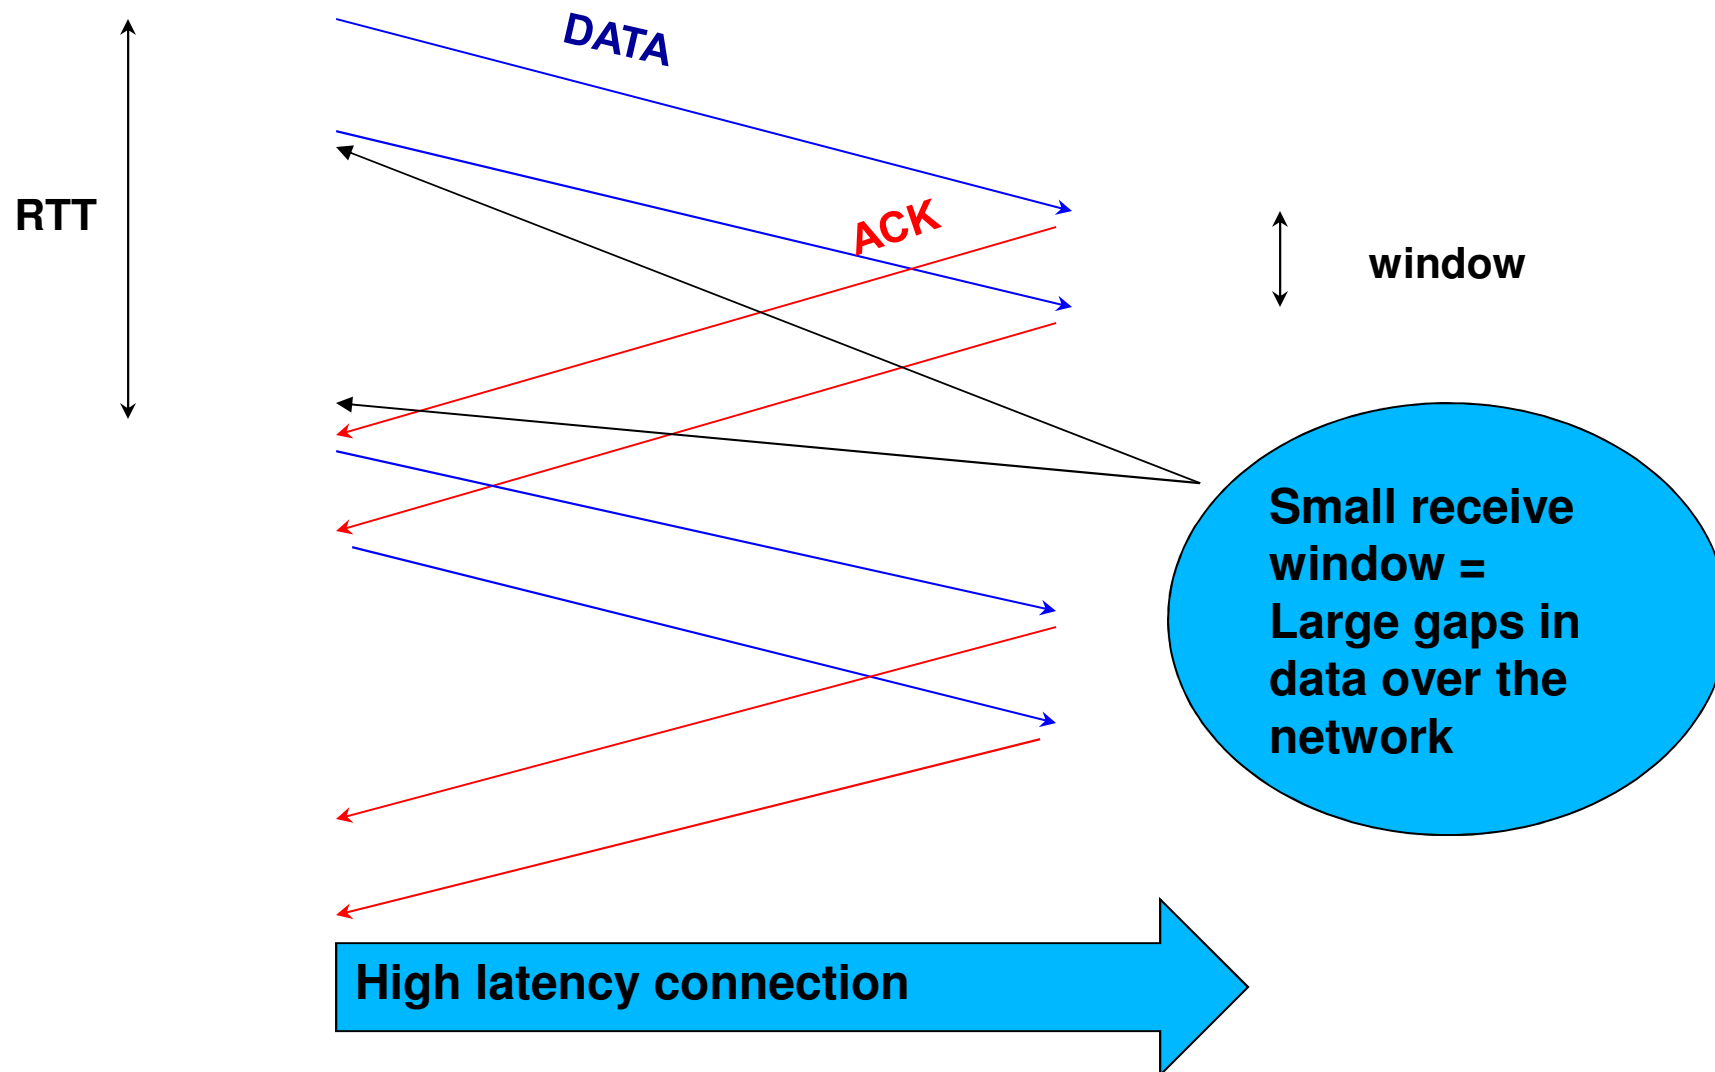 DATA
RTT
ACK
window
Small receive
window =
Large gaps in
data over the
network
High latency connection